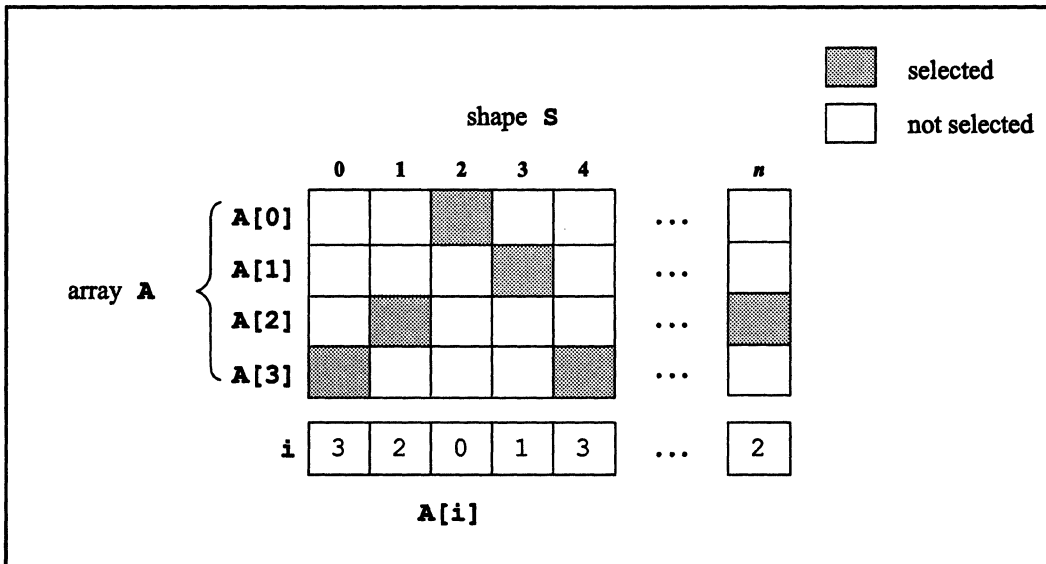 selected
not selected
shape S
0 1 2 3 4 n
A[0] ...
A[1] ...
array A
A[2] ...
A[3] ...
i 3 2 0 1 3 ... 2
A[i]